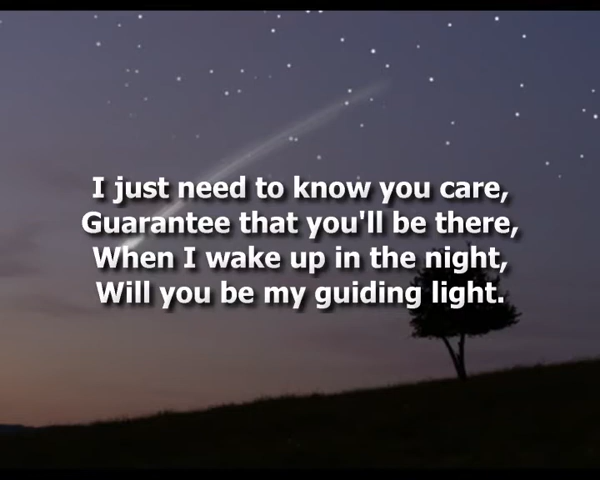 I just need to know you care,
Guarantee that you'll be there,
When I wake up in the night,
Will you be my guiding light.